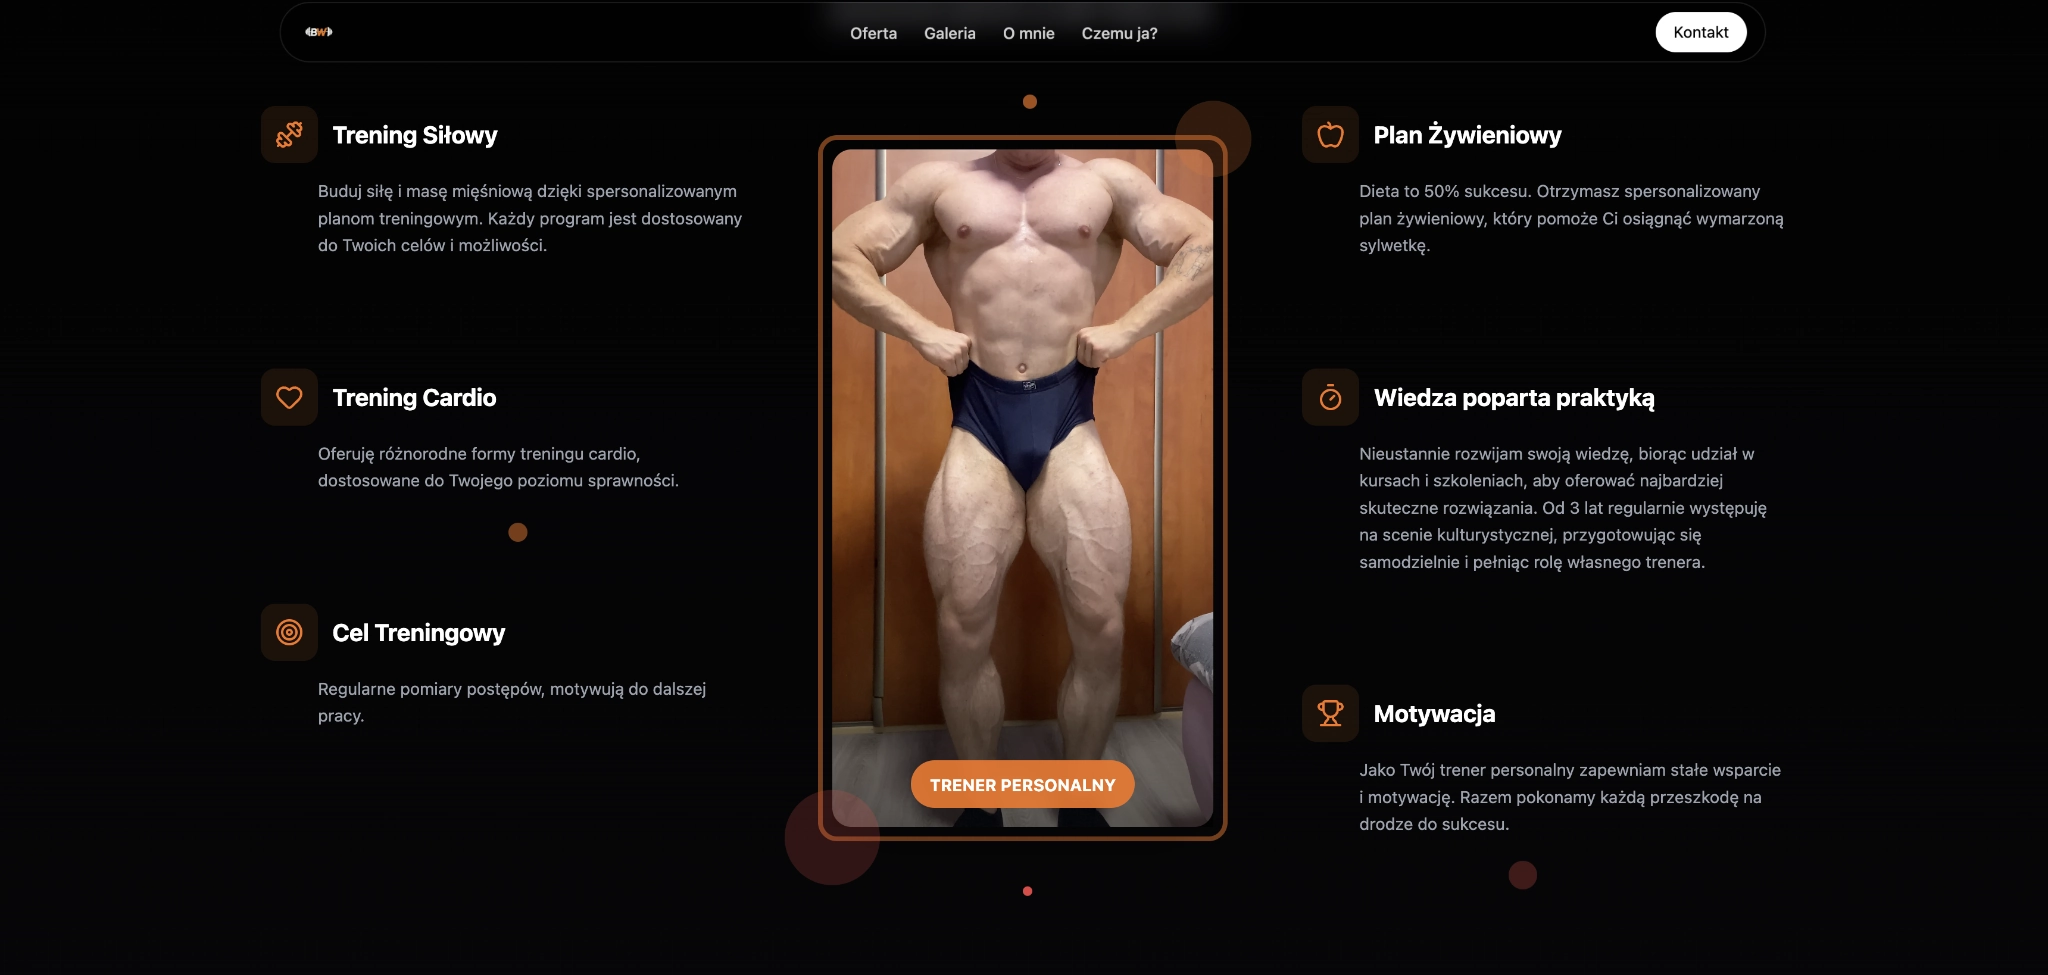 BW
Oferta
Galeria
O mnie
Czemu ja?
Kontakt
Trening Siłowy
Buduj siłę i masę mięśniową dzięki spersonalizowanym
planom treningowym. Każdy program jest dostosowany
do Twoich celów i możliwości.
Trening Cardio
Oferuję różnorodne formy treningu cardio,
dostosowane do Twojego poziomu sprawności.
Cel Treningowy
Regularne pomiary postępów, motywują do dalszej
pracy.
TRENER PERSONALNY
Plan Żywieniowy
Dieta to 50% sukcesu. Otrzymasz spersonalizowany
plan żywieniowy, który pomoże Ci osiągnąć wymarzoną
sylwetkę.
Wiedza poparta praktyką
Nieustannie rozwijam swoją wiedzę, biorąc udział w
kursach i szkoleniach, aby oferować najbardziej
skuteczne rozwiązania. Od 3 lat regularnie występuję
na scenie kulturystycznej, przygotowując się
samodzielnie i pełniąc rolę własnego trenera.
Motywacja
Jako Twój trener personalny zapewniam stałe wsparcie
i motywację. Razem pokonamy każdą przeszkodę na
drodze do sukcesu.